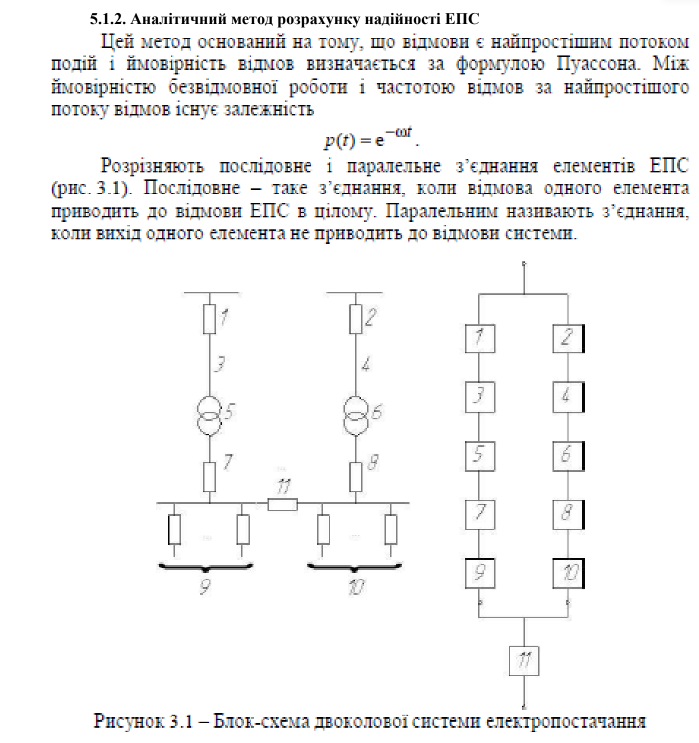 5.1.2. Аналітичний метод розрахунку надійності ЕПС
Цей метод оснований на тому, що відмови є найпростішим потоком
подій і ймовірність відмов визначається за формулою Пуассона. Між
ймовірністю безвідмовної роботи і частотою відмов за найпростішого
потоку відмов існує залежність
p(t) = e^{−ωt}.
Розрізняють послідовне і паралельне з’єднання елементів ЕПС
(рис. 3.1). Послідовне – таке з’єднання, коли відмова одного елемента
приводить до відмови ЕПС в цілому. Паралельним називають з’єднання,
коли вихід одного елемента не приводить до відмови системи.
1
2
3
4
5
6
7
8
11
9
10
1
2
3
4
5
6
7
8
9
10
11
Рисунок 3.1 – Блок-схема двоколової системи електропостачання